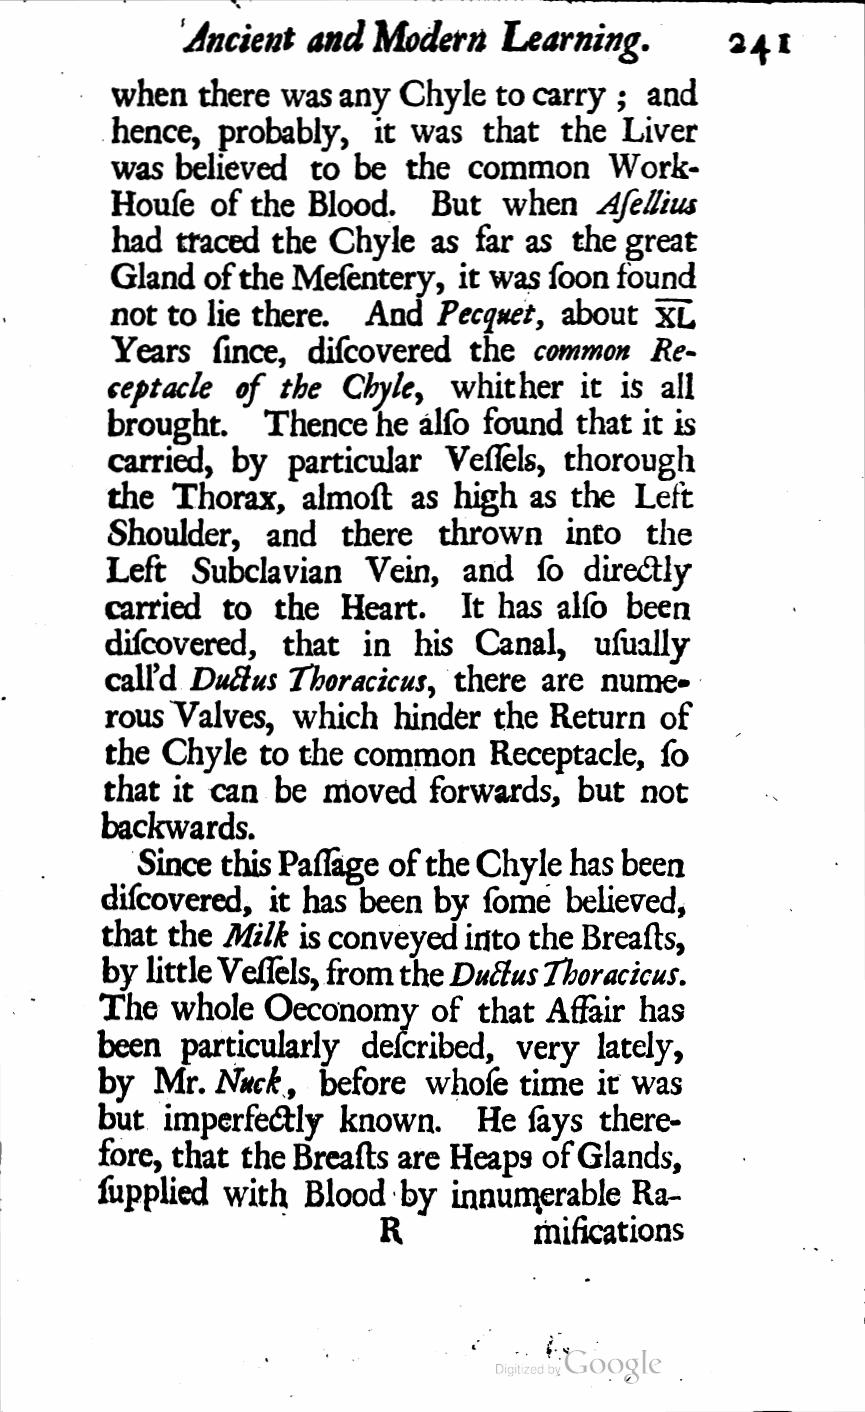 Ancient and Modern Learning. 241
when there was any Chyle to carry ; and
hence, probably, it was that the Liver
was believed to be the common Work-
Houſe of the Blood. But when Aſellius
had traced the Chyle as far as the great
Gland of the Meſentery, it was ſoon found
not to lie there. And Pecquet, about X̅L̅
Years ſince, diſcovered the common Re-
ceptacle of the Chyle, whither it is all
brought. Thence he alſo found that it is
carried, by particular Veſſels, thorough
the Thorax, almoſt as high as the Left
Shoulder, and there thrown into the
Left Subclavian Vein, and ſo directly
carried to the Heart. It has alſo been
diſcovered, that in his Canal, uſually
call'd Ductus Thoracicus, there are nume-
rous Valves, which hinder the Return of
the Chyle to the common Receptacle, ſo
that it can be moved forwards, but not
backwards.
Since this Paſſage of the Chyle has been
diſcovered, it has been by ſome believed,
that the Milk is conveyed into the Breaſts,
by little Veſſels, from the Ductus Thoracicus.
The whole Oeconomy of that Affair has
been particularly deſcribed, very lately,
by Mr. Nuck, before whoſe time it was
but imperfectly known. He ſays there-
fore, that the Breaſts are Heaps of Glands,
ſupplied with Blood by innumerable Ra-
R mifications
Digitized by Google